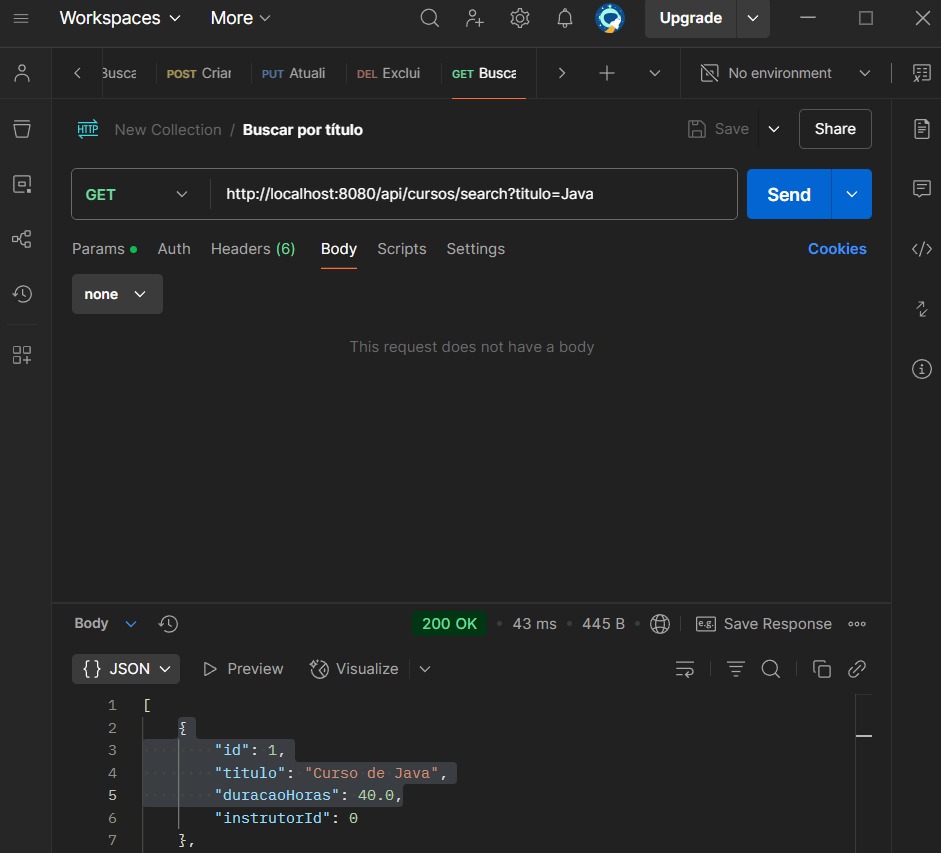 Workspaces More Upgrade
Busca POST Criar PUT Atuali DEL Exclui GET Busca No environment
HTTP New Collection / Buscar por título Save Share
GET http://localhost:8080/api/cursos/search?titulo=Java Send
Params Auth Headers (6) Body Scripts Settings Cookies
none
This request does not have a body
Body 200 OK 43 ms 445 B e.g. Save Response
{} JSON Preview Visualize
1 [
2 {
3 "id": 1,
4 "titulo": "Curso de Java",
5 "duracaoHoras": 40.0,
6 "instrutorId": 0
7 },